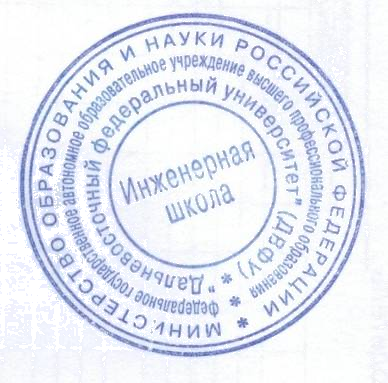 МИНИСТЕРСТВО ОБРАЗОВАНИЯ И НАУКИ РОССИЙСКОЙ ФЕДЕРАЦИИ *
федеральное государственное автономное образовательное учреждение высшего профессионального образования *
"Дальневосточный федеральный университет" (ДВФУ) *
Инженерная
школа